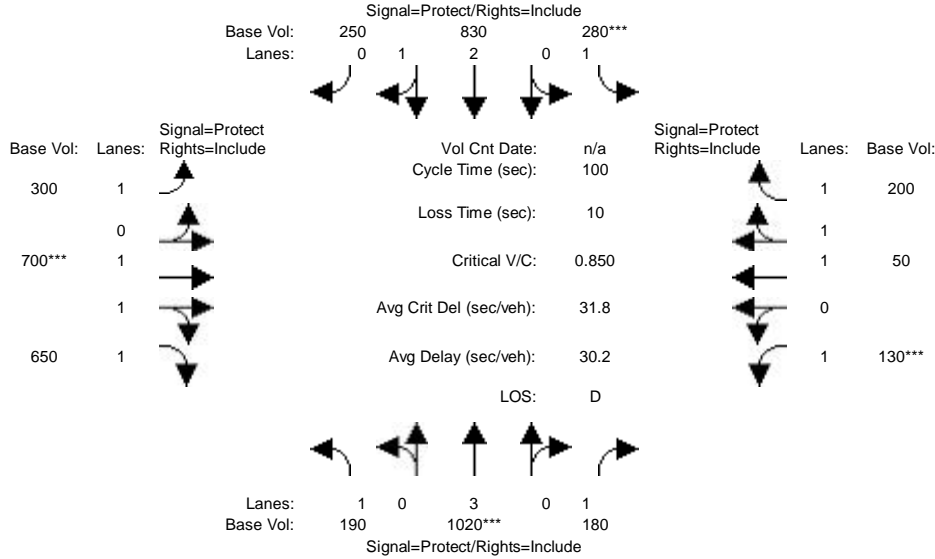 Signal=Protect/Rights=Include
Base Vol: 250 830 280***
Lanes: 0 1 2 0 1
Signal=Protect
Base Vol: Lanes: Rights=Include
Vol Cnt Date: n/a
Signal=Protect
Rights=Include Lanes: Base Vol:
Cycle Time (sec): 100
300 1
1 200
Loss Time (sec): 10
0
1
700*** 1
Critical V/C: 0.850
1 50
1
Avg Crit Del (sec/veh): 31.8
0
650 1
Avg Delay (sec/veh): 30.2
1 130***
LOS: D
Lanes: 1 0 3 0 1
Base Vol: 190 1020*** 180
Signal=Protect/Rights=Include